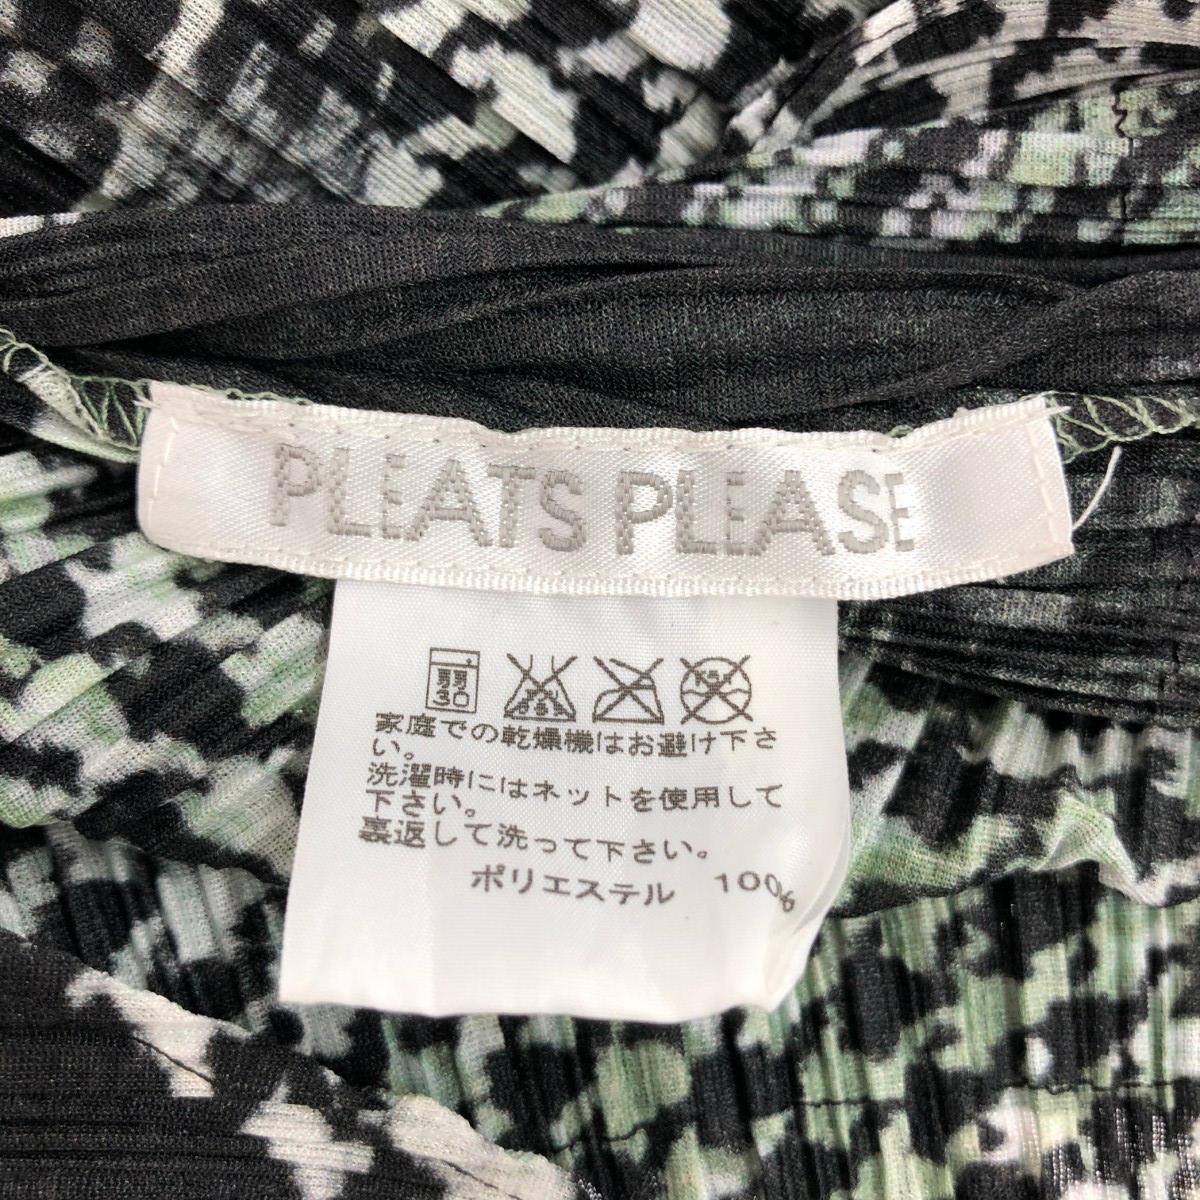 PLEATS PLEASE
弱
30
家庭での乾燥機はお避け下さ
い。
洗濯時にはネットを使用して
下さい。
裏返して洗って下さい。
ポリエステル 100%